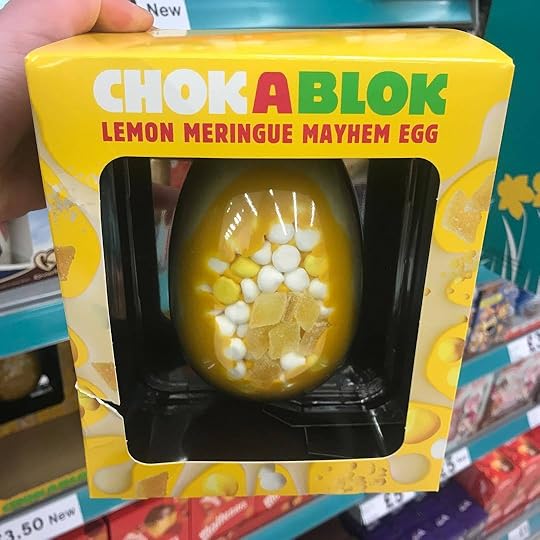 New
CHOKABLOK
LEMON MERINGUE MAYHEM EGG
3.50 New